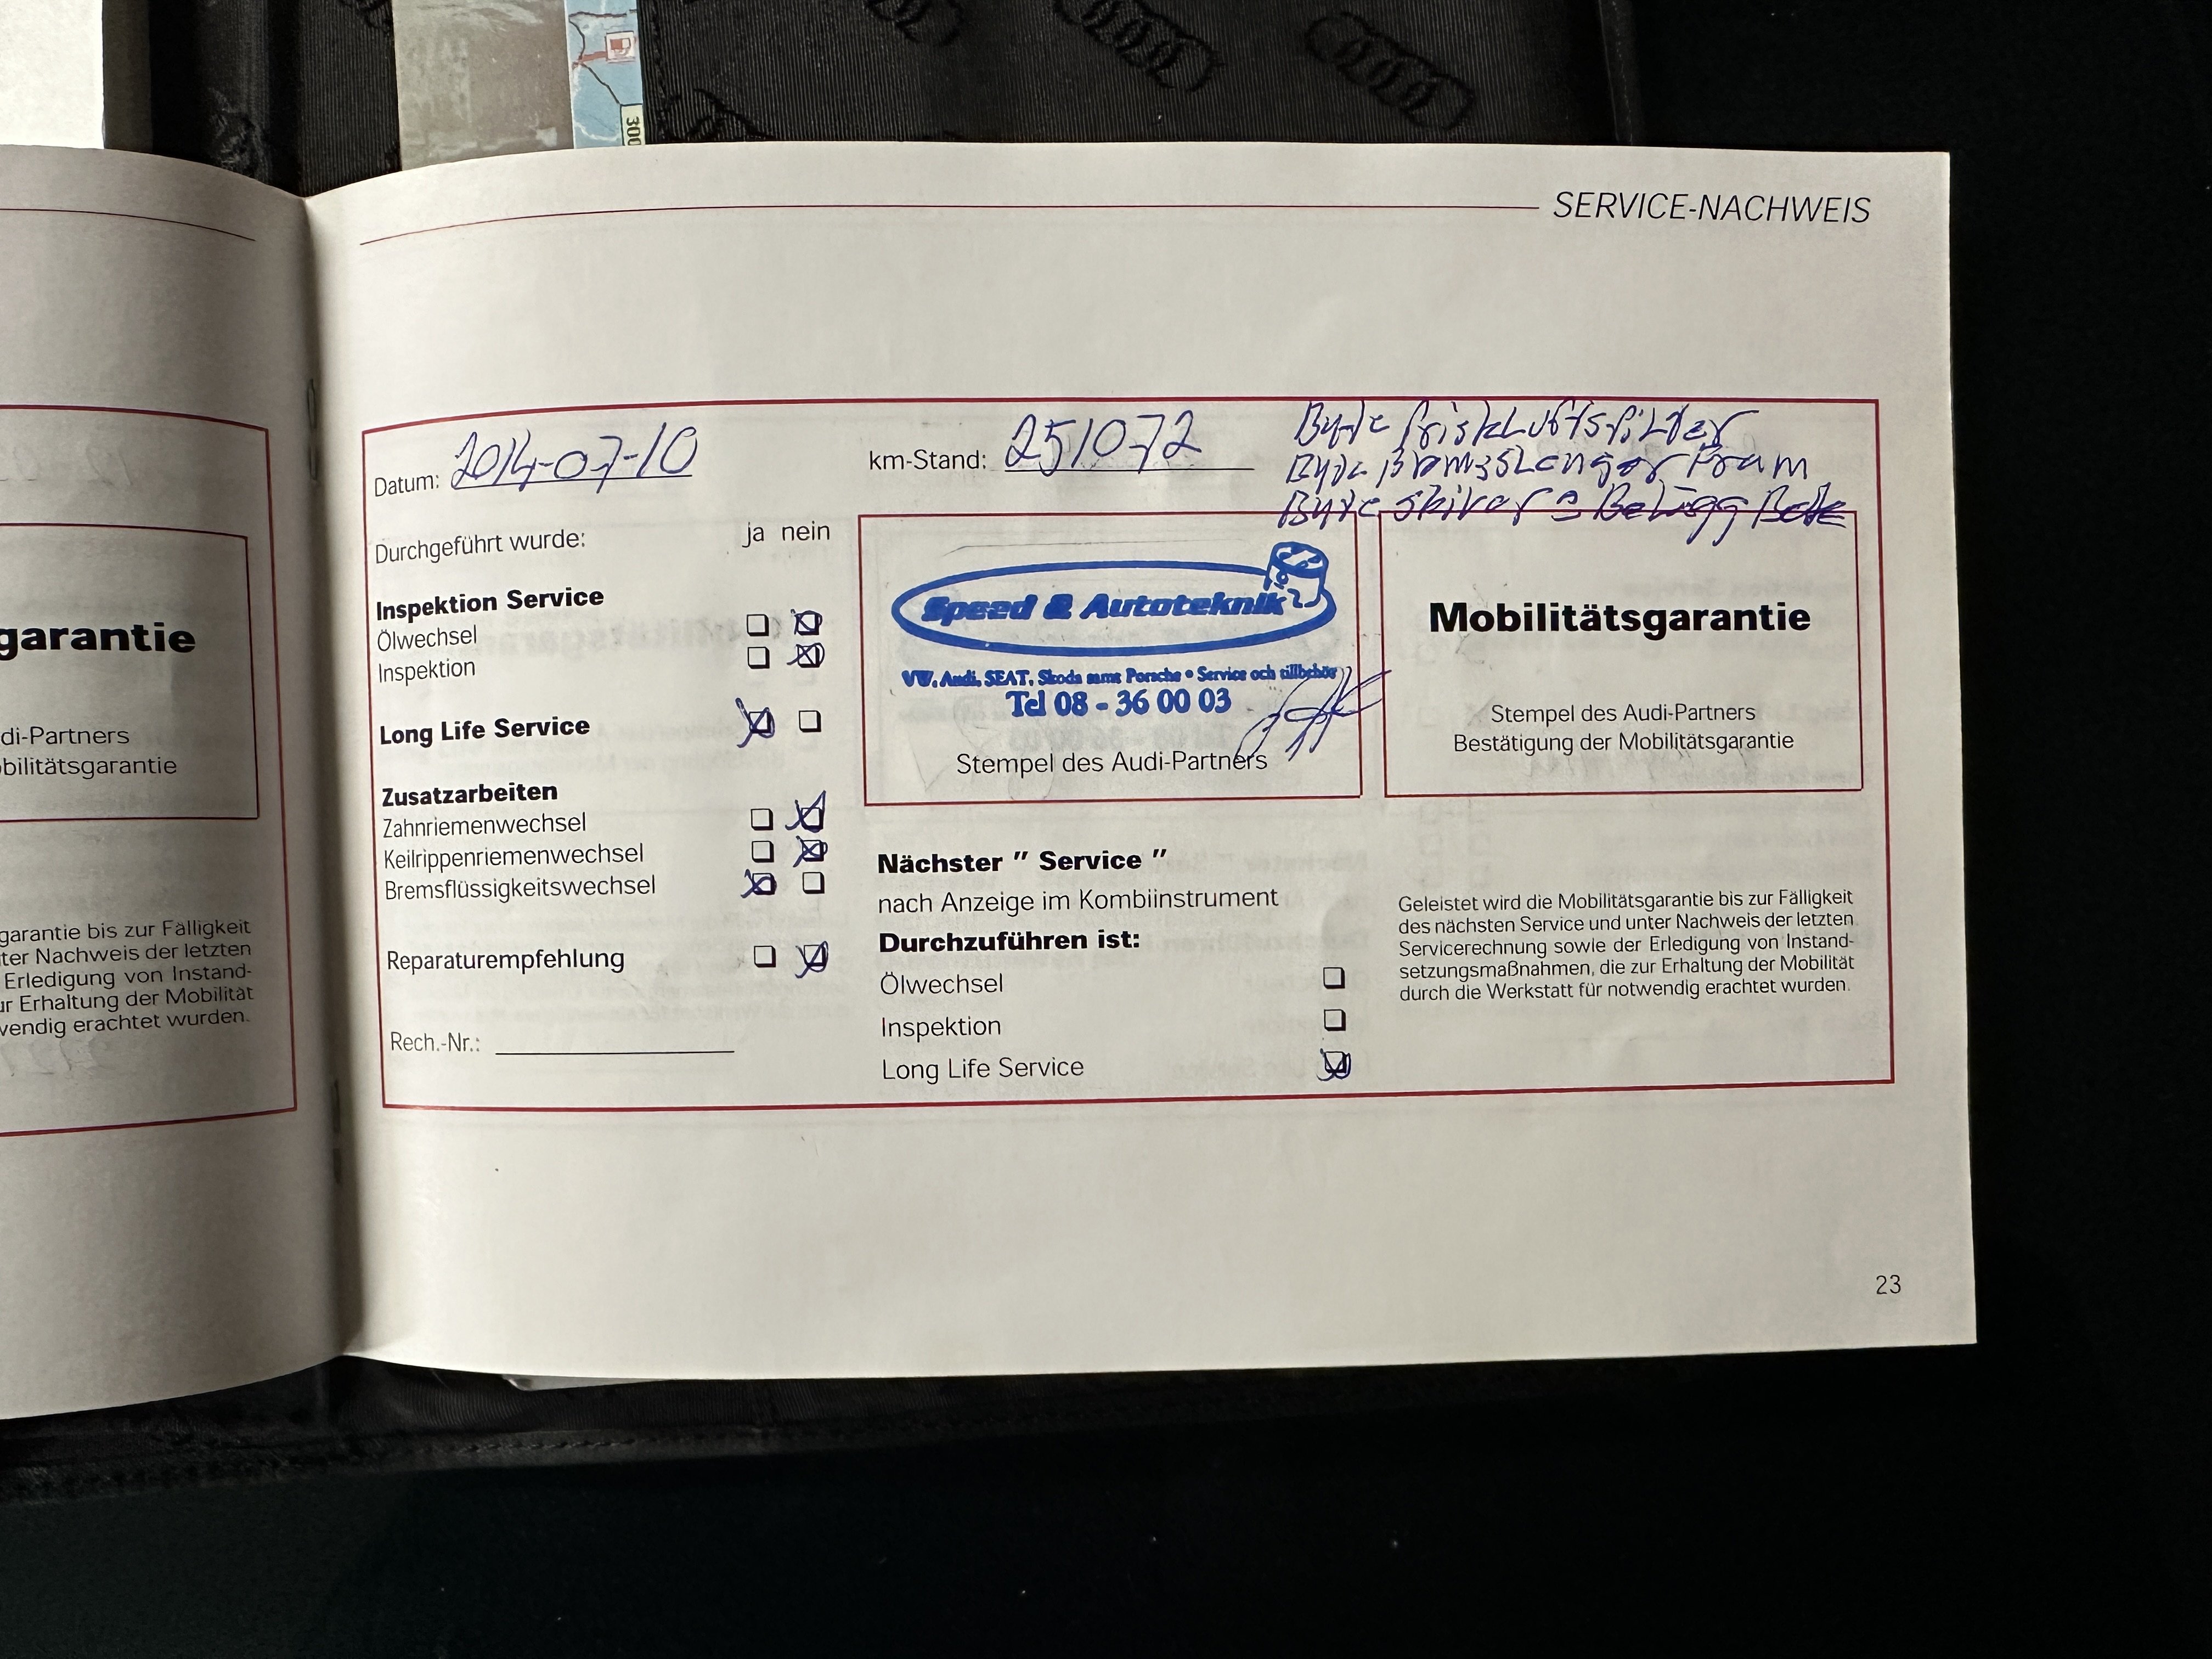 300
SERVICE-NACHWEIS
Datum: 2014-07-10
km-Stand: 251072
Byte friskluftsfilter
Byte Bromsslangor Fram
Byte skivor o Belägg Bak
Durchgeführt wurde: ja nein
Inspektion Service
Ölwechsel
Inspektion
Long Life Service
Zusatzarbeiten
Zahnriemenwechsel
Keilrippenriemenwechsel
Bremsflüssigkeitswechsel
Reparaturempfehlung
Rech.-Nr.:
Speed & Autoteknik
VW, Audi, SEAT, Skoda samt Porsche • Service och tillbehör
Tel 08 - 36 00 03
Stempel des Audi-Partners
Nächster " Service "
nach Anzeige im Kombiinstrument
Durchzuführen ist:
Ölwechsel
Inspektion
Long Life Service
Mobilitätsgarantie
Stempel des Audi-Partners
Bestätigung der Mobilitätsgarantie
Geleistet wird die Mobilitätsgarantie bis zur Fälligkeit
des nächsten Service und unter Nachweis der letzten
Servicerechnung sowie der Erledigung von Instand-
setzungsmaßnahmen, die zur Erhaltung der Mobilität
durch die Werkstatt für notwendig erachtet wurden.
23
garantie
di-Partners
obilitätsgarantie
garantie bis zur Fälligkeit
ter Nachweis der letzten
Erledigung von Instand-
ur Erhaltung der Mobilität
wendig erachtet wurden.